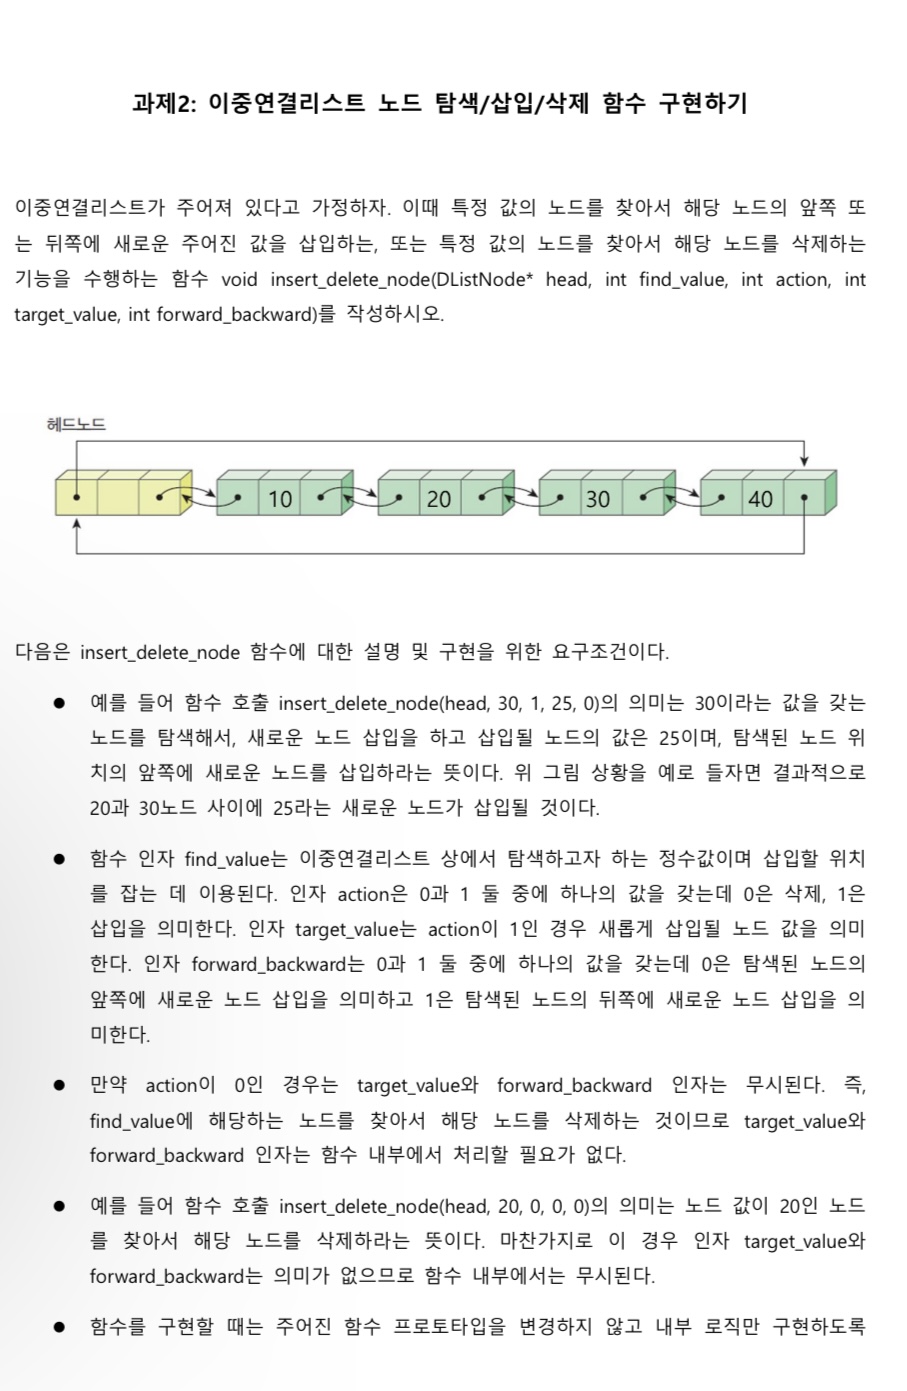 과제2: 이중연결리스트 노드 탐색/삽입/삭제 함수 구현하기
이중연결리스트가 주어져 있다고 가정하자. 이때 특정 값의 노드를 찾아서 해당 노드의 앞쪽 또
는 뒤쪽에 새로운 주어진 값을 삽입하는, 또는 특정 값의 노드를 찾아서 해당 노드를 삭제하는
기능을 수행하는 함수 void insert_delete_node(DListNode* head, int find_value, int action, int
target_value, int forward_backward)를 작성하시오.
헤드노드
10 20 30 40
다음은 insert_delete_node 함수에 대한 설명 및 구현을 위한 요구조건이다.
● 예를 들어 함수 호출 insert_delete_node(head, 30, 1, 25, 0)의 의미는 30이라는 값을 갖는
노드를 탐색해서, 새로운 노드 삽입을 하고 삽입될 노드의 값은 25이며, 탐색된 노드 위
치의 앞쪽에 새로운 노드를 삽입하라는 뜻이다. 위 그림 상황을 예로 들자면 결과적으로
20과 30노드 사이에 25라는 새로운 노드가 삽입될 것이다.
● 함수 인자 find_value는 이중연결리스트 상에서 탐색하고자 하는 정수값이며 삽입할 위치
를 잡는 데 이용된다. 인자 action은 0과 1 둘 중에 하나의 값을 갖는데 0은 삭제, 1은
삽입을 의미한다. 인자 target_value는 action이 1인 경우 새롭게 삽입될 노드 값을 의미
한다. 인자 forward_backward는 0과 1 둘 중에 하나의 값을 갖는데 0은 탐색된 노드의
앞쪽에 새로운 노드 삽입을 의미하고 1은 탐색된 노드의 뒤쪽에 새로운 노드 삽입을 의
미한다.
● 만약 action이 0인 경우는 target_value와 forward_backward 인자는 무시된다. 즉,
find_value에 해당하는 노드를 찾아서 해당 노드를 삭제하는 것이므로 target_value와
forward_backward 인자는 함수 내부에서 처리할 필요가 없다.
● 예를 들어 함수 호출 insert_delete_node(head, 20, 0, 0, 0)의 의미는 노드 값이 20인 노드
를 찾아서 해당 노드를 삭제하라는 뜻이다. 마찬가지로 이 경우 인자 target_value와
forward_backward는 의미가 없으므로 함수 내부에서는 무시된다.
● 함수를 구현할 때는 주어진 함수 프로토타입을 변경하지 않고 내부 로직만 구현하도록